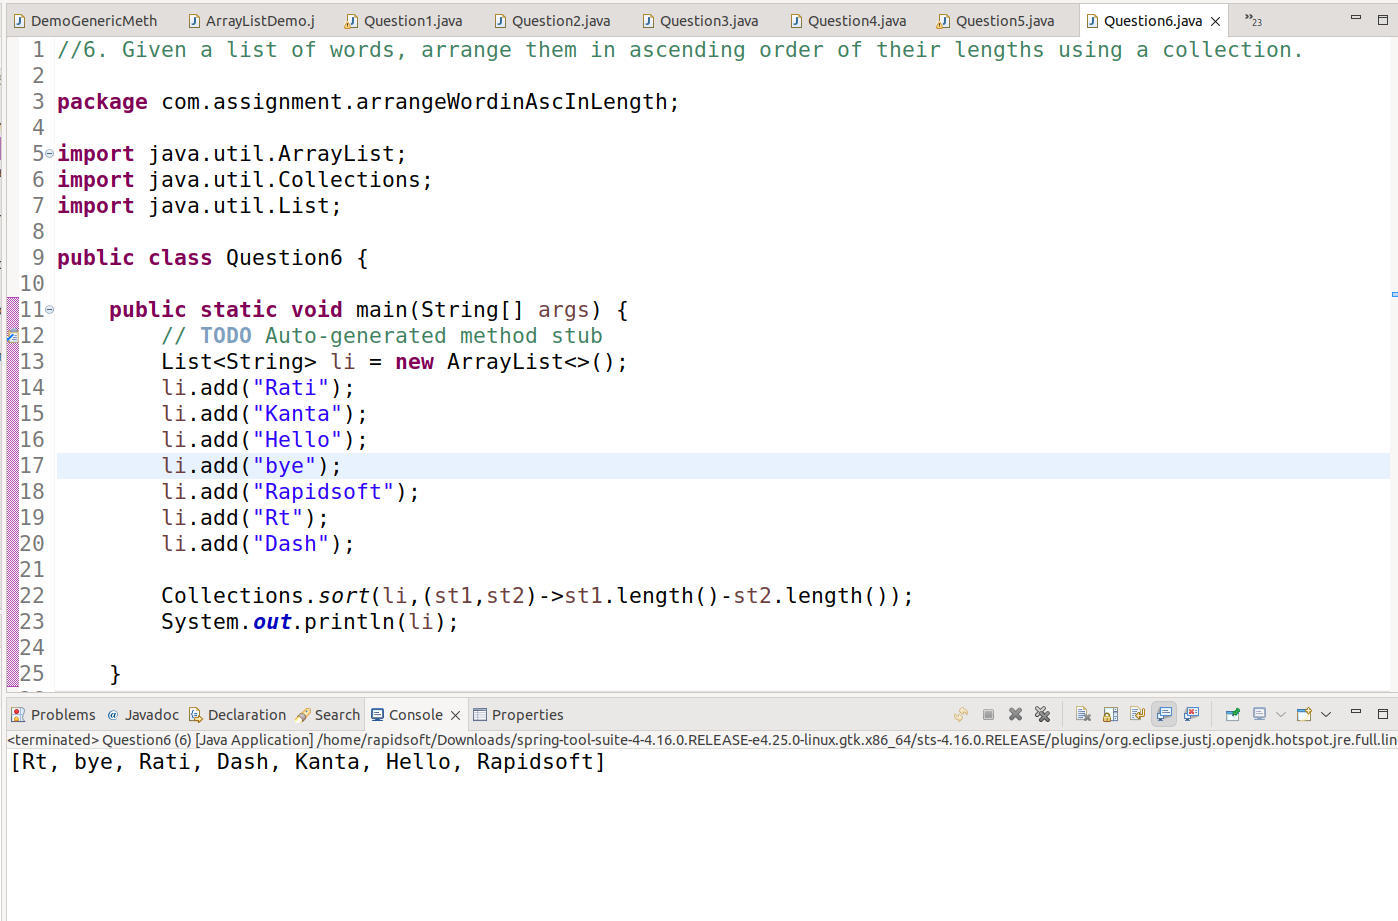 DemoGenericMeth ArrayListDemo.j Question1.java Question2.java Question3.java Question4.java Question5.java Question6.java »23
1 //6. Given a list of words, arrange them in ascending order of their lengths using a collection.
2
3 package com.assignment.arrangeWordinAscInLength;
4
5 import java.util.ArrayList;
6 import java.util.Collections;
7 import java.util.List;
8
9 public class Question6 {
10
11 public static void main(String[] args) {
12 // TODO Auto-generated method stub
13 List<String> li = new ArrayList<>();
14 li.add("Rati");
15 li.add("Kanta");
16 li.add("Hello");
17 li.add("bye");
18 li.add("Rapidsoft");
19 li.add("Rt");
20 li.add("Dash");
21
22 Collections.sort(li,(st1,st2)->st1.length()-st2.length());
23 System.out.println(li);
24
25 }
Problems @ Javadoc Declaration Search Console Properties
<terminated> Question6 (6) [Java Application] /home/rapidsoft/Downloads/spring-tool-suite-4-4.16.0.RELEASE-e4.25.0-linux.gtk.x86_64/sts-4.16.0.RELEASE/plugins/org.eclipse.justj.openjdk.hotspot.jre.full.lin
[Rt, bye, Rati, Dash, Kanta, Hello, Rapidsoft]